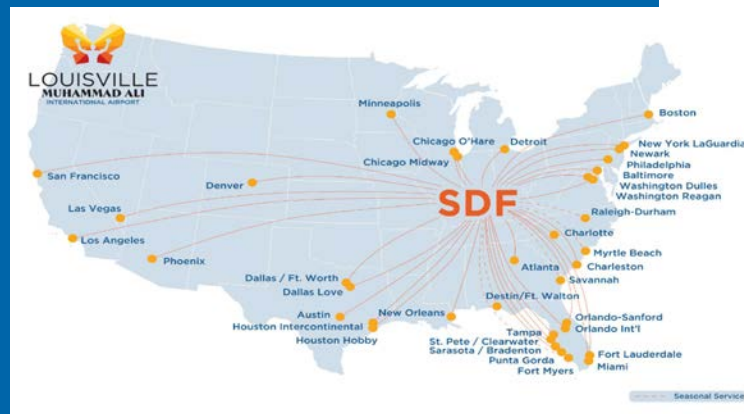 LOUISVILLE
MUHAMMAD ALI
INTERNATIONAL AIRPORT
Minneapolis
Boston
Chicago O'Hare
Detroit
New York LaGuardia
Newark
Chicago Midway
Philadelphia
Baltimore
San Francisco
Denver
Washington Dulles
Washington Reagan
SDF
Las Vegas
Raleigh-Durham
Los Angeles
Charlotte
Phoenix
Myrtle Beach
Atlanta
Charleston
Dallas / Ft. Worth
Savannah
Dallas Love
Destin/Ft. Walton
Austin
New Orleans
Orlando-Sanford
Houston Intercontinental
Tampa
Orlando Int'l
Houston Hobby
St. Pete / Clearwater
Sarasota / Bradenton
Fort Lauderdale
Punta Gorda
Miami
Fort Myers
Seasonal Service